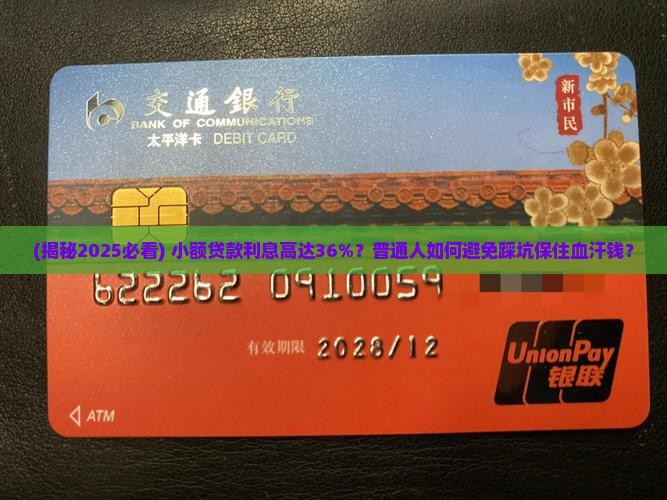 交通銀行
BANK OF COMMUNICATIONS
太平洋卡 DEBIT CARD
新市民
(揭秘2025必看) 小额贷款利息高达36%？普通人如何避免踩坑保住血汗钱？
622262 0910059
有效期限 2028/12
UnionPay
银联
ATM